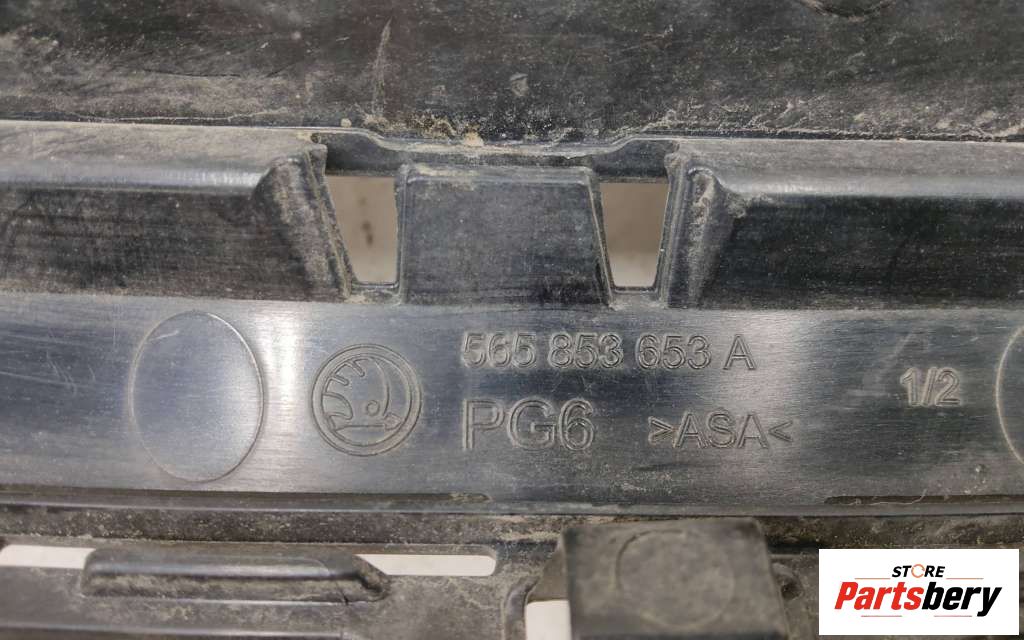 565 853 653 A
PG6 >ASA<
1/2
STORE
Partsbery